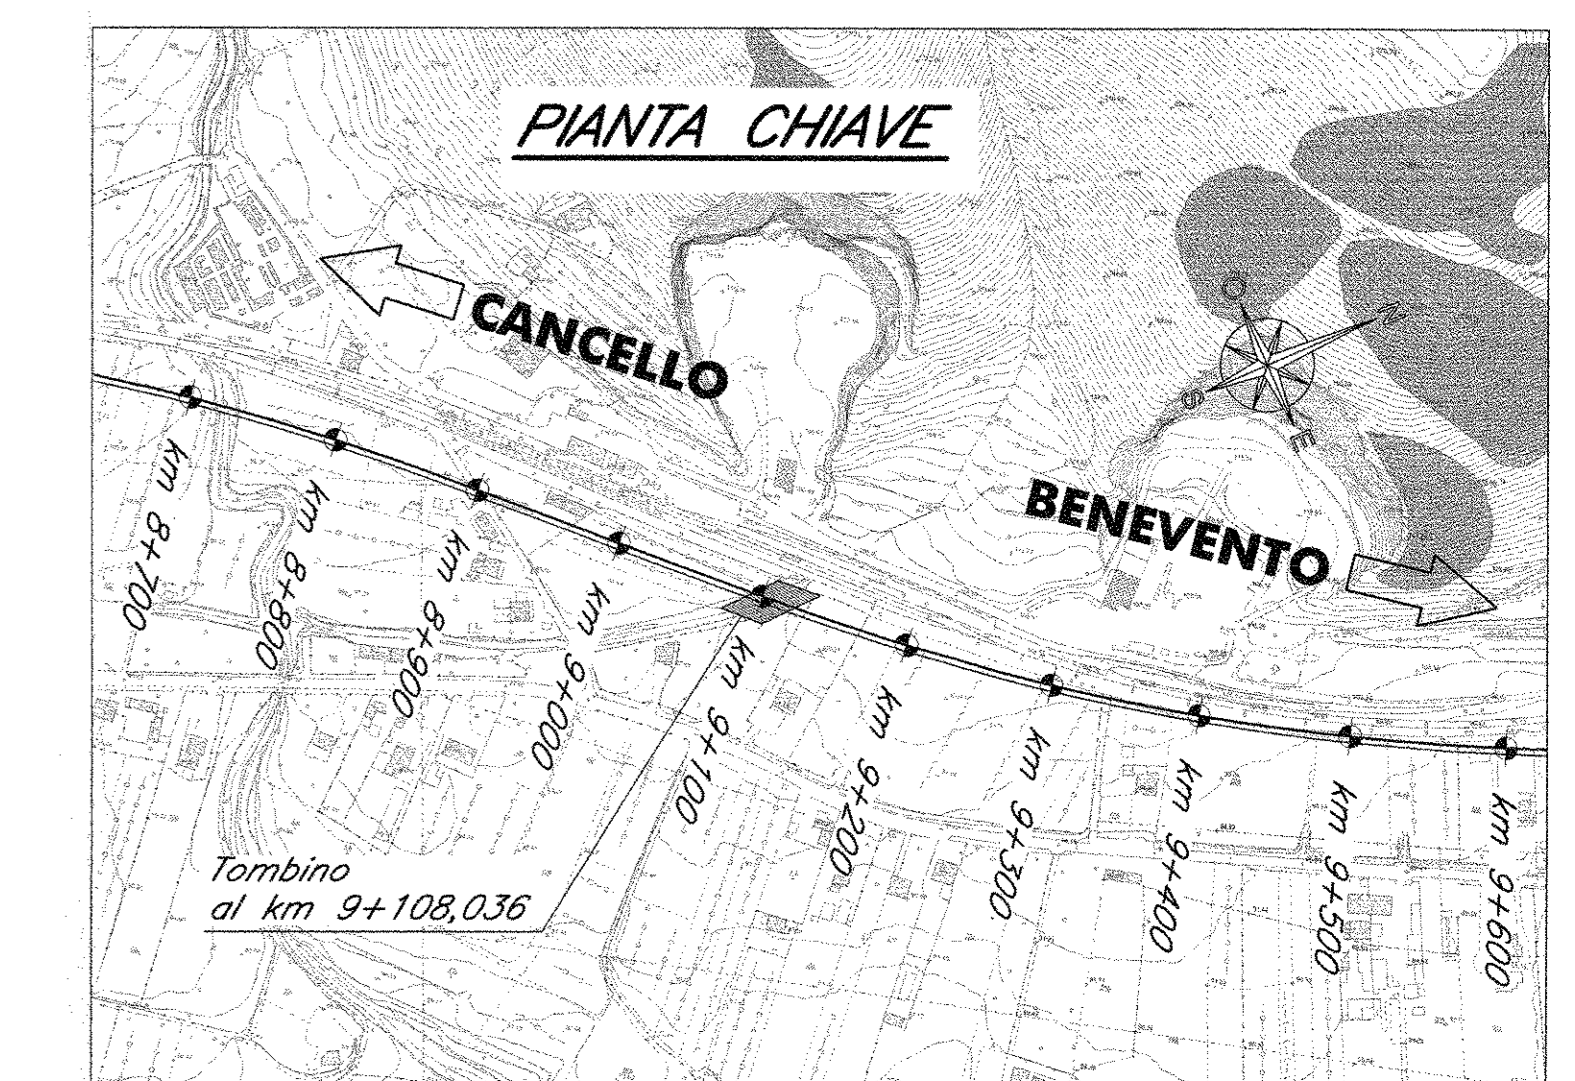 PIANTA CHIAVE
CANCELLO
O
N
S
E
BENEVENTO
km 8+700
km 8+800
km 8+900
km 9+000
km 9+100
km 9+200
km 9+300
km 9+400
km 9+500
km 9+600
Tombino
al km 9+108,036